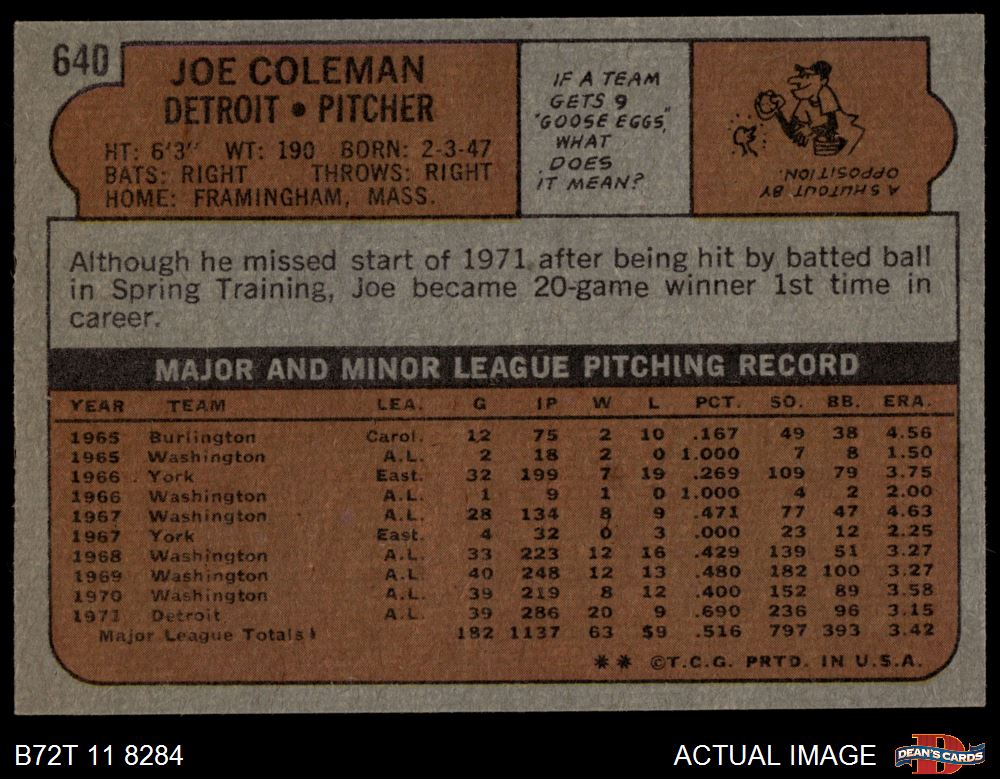 640
JOE COLEMAN
DETROIT • PITCHER
HT: 6'3" WT: 190 BORN: 2-3-47
BATS: RIGHT THROWS: RIGHT
HOME: FRAMINGHAM, MASS.
IF A TEAM
GETS 9
"GOOSE EGGS,"
WHAT
DOES
IT MEAN?
A SHUTOUT BY
OPPOSITION.
Although he missed start of 1971 after being hit by batted ball
in Spring Training, Joe became 20-game winner 1st time in
career.
MAJOR AND MINOR LEAGUE PITCHING RECORD
YEAR TEAM LEA. G IP W L PCT. SO. BB. ERA.
1965 Burlington Carol. 12 75 2 10 .167 49 38 4.56
1965 Washington A.L. 2 18 2 0 1.000 7 8 1.50
1966 York East. 32 199 7 19 .269 109 79 3.75
1966 Washington A.L. 1 9 1 0 1.000 4 2 2.00
1967 Washington A.L. 28 134 8 9 .471 77 47 4.63
1967 York East. 4 32 0 3 .000 23 12 2.25
1968 Washington A.L. 33 223 12 16 .429 139 51 3.27
1969 Washington A.L. 40 248 12 13 .480 182 100 3.27
1970 Washington A.L. 39 219 8 12 .400 152 89 3.58
1971 Detroit A.L. 39 286 20 9 .690 236 96 3.15
Major League Totals 182 1137 63 59 .516 797 393 3.42
** ©T.C.G. PRTD. IN U.S.A.
B72T 11 8284
ACTUAL IMAGE
DEAN'S CARDS